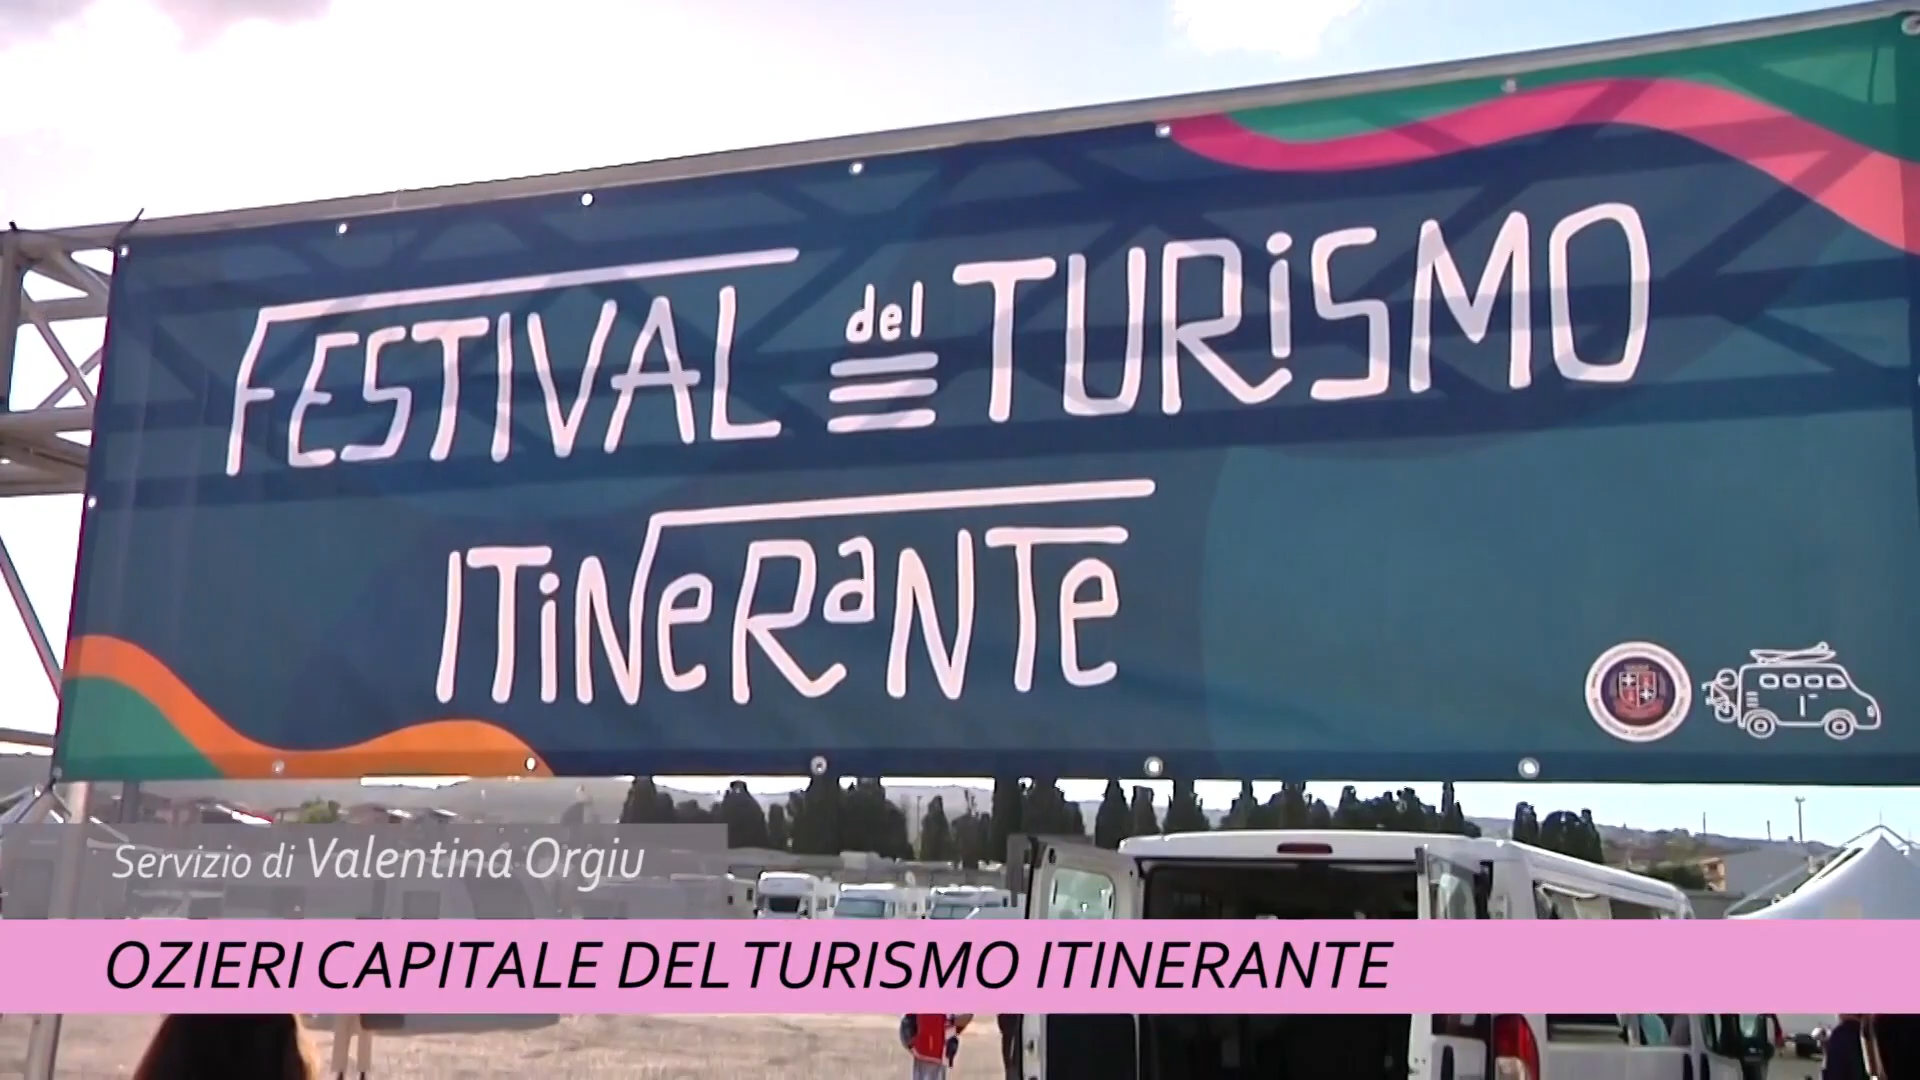 FESTIVAL del TURiSMO
ITiNeRaNTe
Servizio di Valentina Orgiu
OZIERI CAPITALE DEL TURISMO ITINERANTE